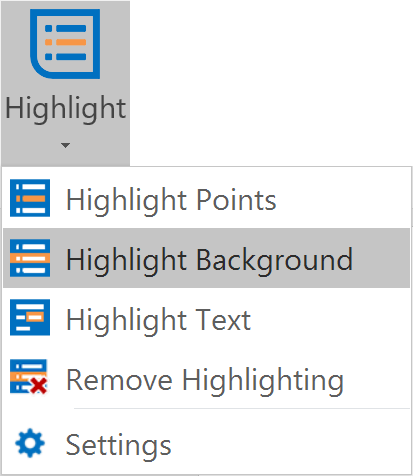 Highlight
Highlight Points
Highlight Background
Highlight Text
Remove Highlighting
Settings